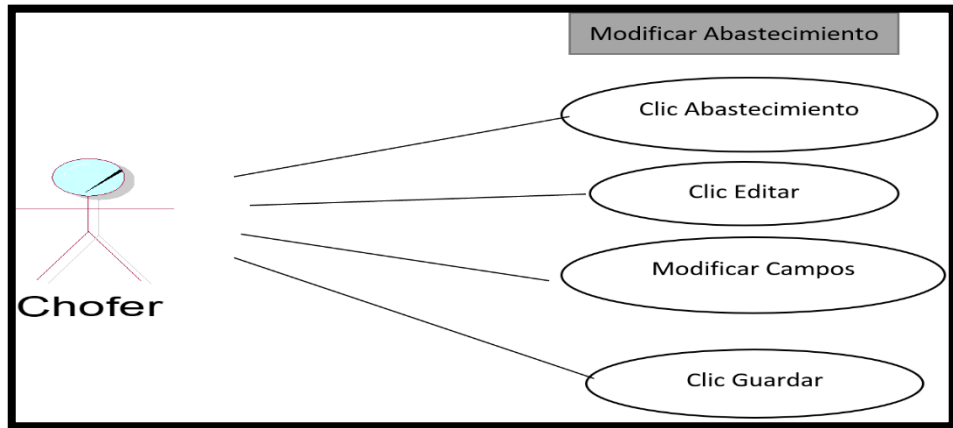 Modificar Abastecimiento
Clic Abastecimiento
Clic Editar
Modificar Campos
Chofer
Clic Guardar